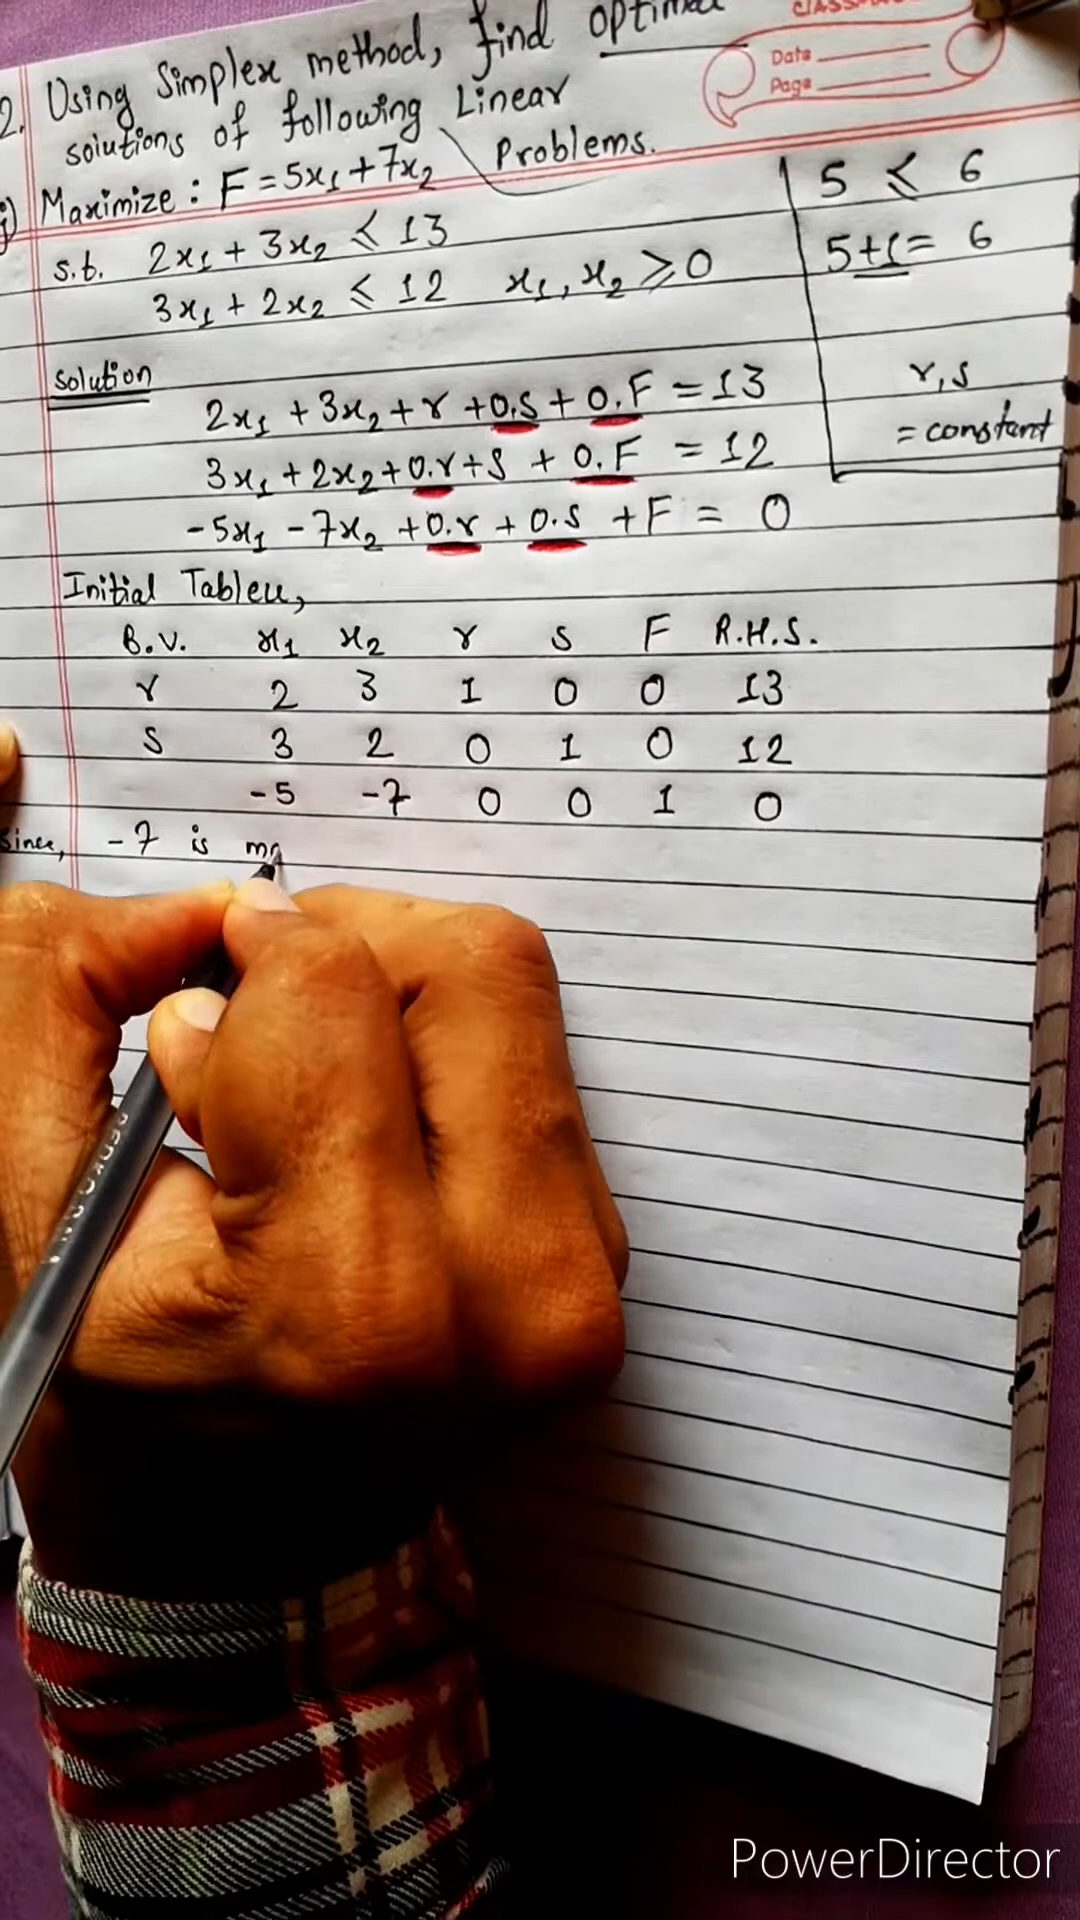 2. Using Simplex method, find optimal
solutions of following Linear
Problems.
i) Maximize : F = 5x₁ + 7x₂
s.t. 2x₁ + 3x₂ ≤ 13
3x₁ + 2x₂ ≤ 12 x₁, x₂ ≥ 0
Date
Page
5 ≤ 6
5+1= 6
r,s
= constant
solution
2x₁ + 3x₂ + r + 0.s + 0.F = 13
3x₁ + 2x₂ + 0.r + s + 0.F = 12
-5x₁ - 7x₂ + 0.r + 0.s + F = 0
Initial Tableu,
B.V. x₁ x₂ r s F R.H.S.
r 2 3 1 0 0 13
s 3 2 0 1 0 12
-5 -7 0 0 1 0
Since, -7 is
PowerDirector